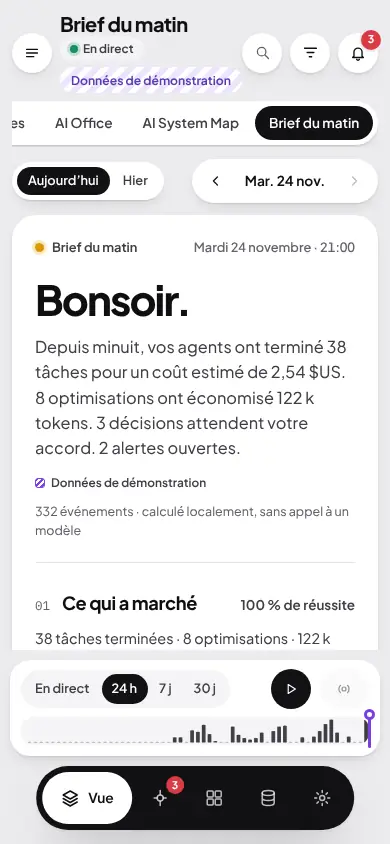 Brief du matin
En direct
3
Données de démonstration
es AI Office AI System Map Brief du matin
Aujourd'hui Hier
Mar. 24 nov.
Brief du matin
Mardi 24 novembre · 21:00
Bonsoir.
Depuis minuit, vos agents ont terminé 38
tâches pour un coût estimé de 2,54 $US.
8 optimisations ont économisé 122 k
tokens. 3 décisions attendent votre
accord. 2 alertes ouvertes.
Données de démonstration
332 événements · calculé localement, sans appel à un
modèle
01 Ce qui a marché 100 % de réussite
38 tâches terminées · 8 optimisations · 122 k
En direct 24 h 7 j 30 j
Vue
3